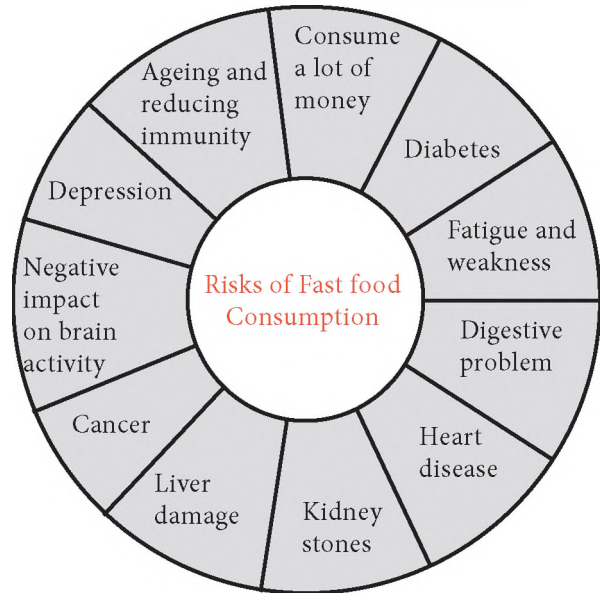 Risks of Fast food
Consumption
Consume
a lot of
money
Diabetes
Fatigue and
weakness
Digestive
problem
Heart
disease
Kidney
stones
Liver
damage
Cancer
Negative
impact
on brain
activity
Depression
Ageing and
reducing
immunity